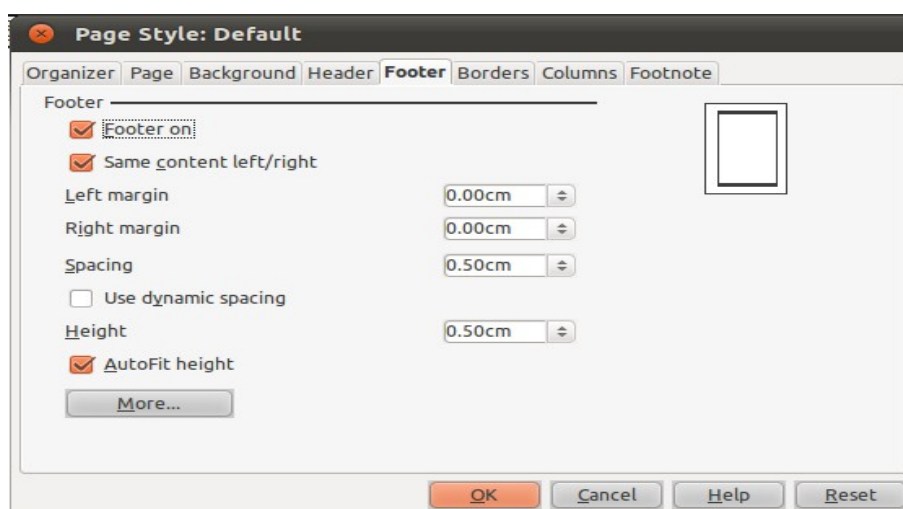 Page Style: Default
Organizer Page Background Header Footer Borders Columns Footnote
Footer
Footer on
Same content left/right
Left margin 0.00cm
Right margin 0.00cm
Spacing 0.50cm
Use dynamic spacing
Height 0.50cm
AutoFit height
More...
OK Cancel Help Reset